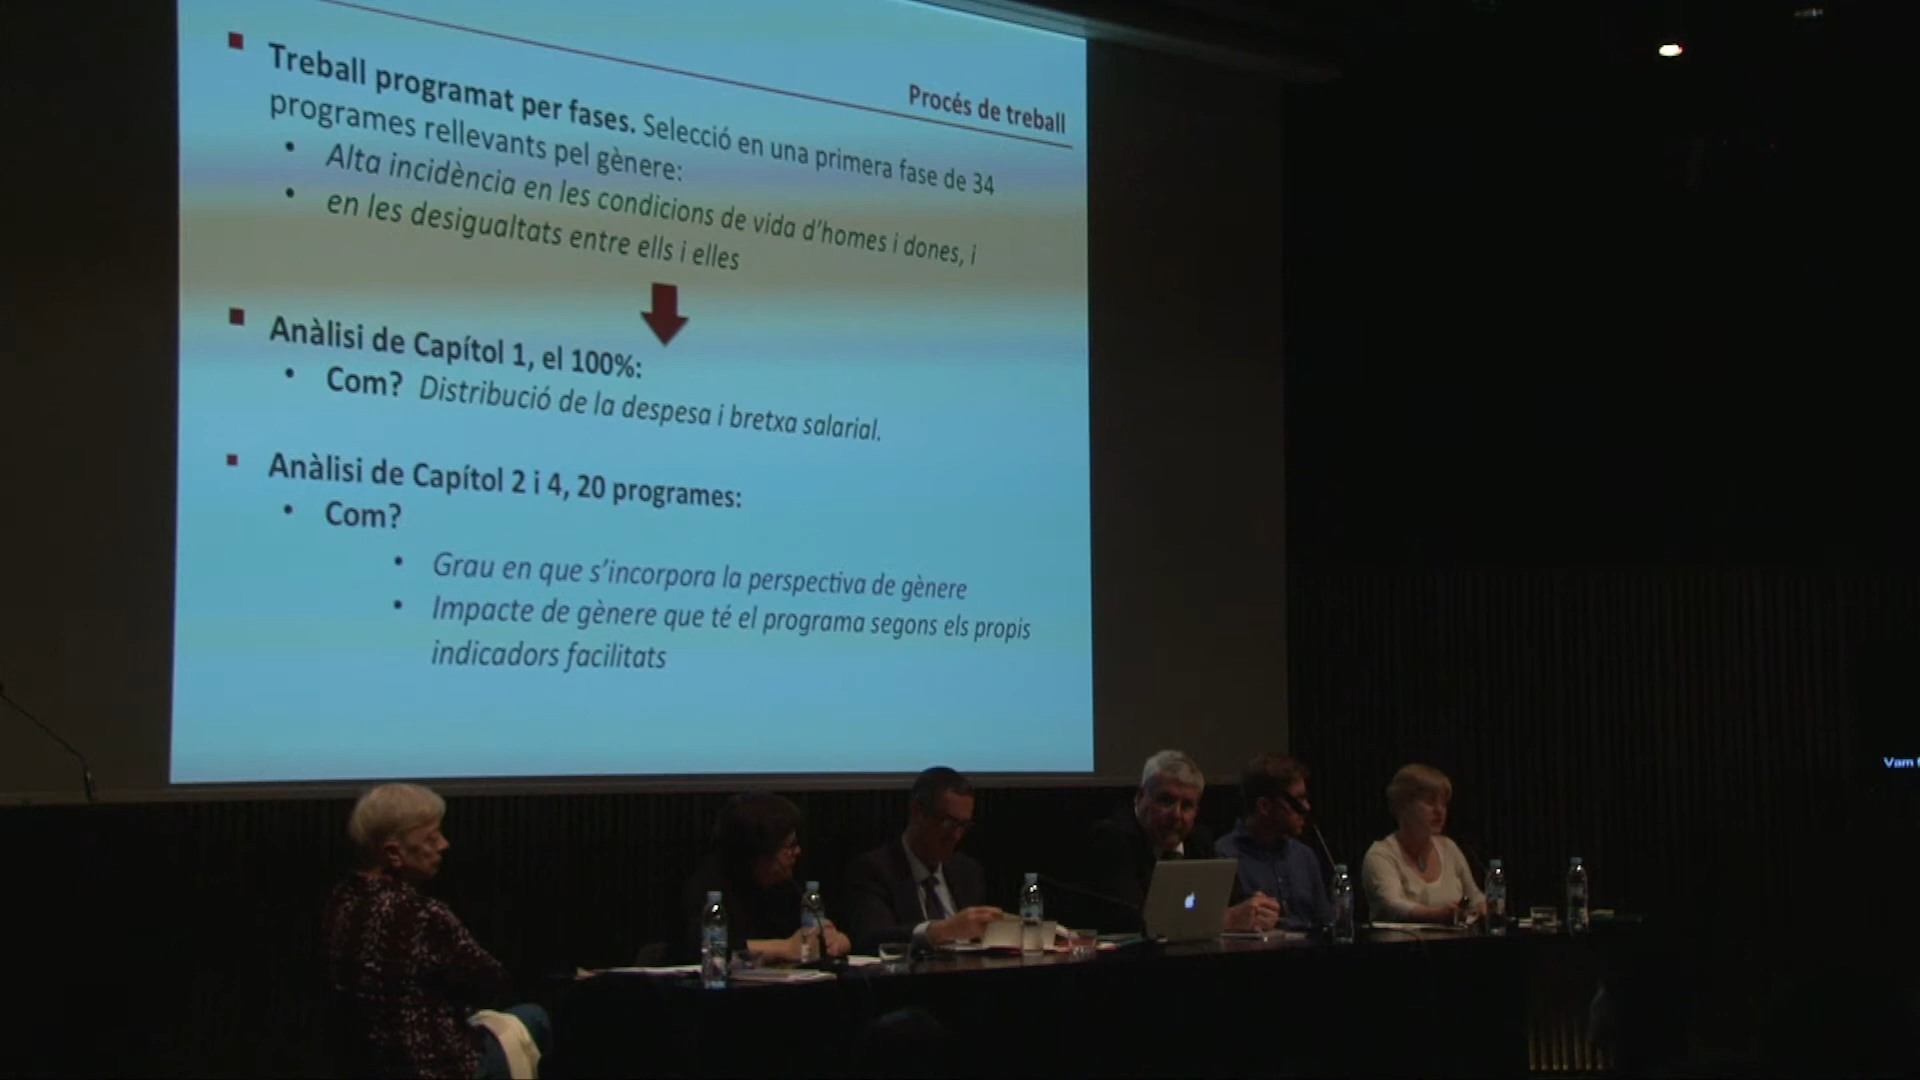 Procés de treball
Treball programat per fases. Selecció en una primera fase de 34
programes rellevants pel gènere:
Alta incidència en les condicions de vida d'homes i dones, i
en les desigualtats entre ells i elles
Anàlisi de Capítol 1, el 100%:
Com? Distribució de la despesa i bretxa salarial.
Anàlisi de Capítol 2 i 4, 20 programes:
Com?
Grau en que s'incorpora la perspectiva de gènere
Impacte de gènere que té el programa segons els propis
indicadors facilitats
Vam